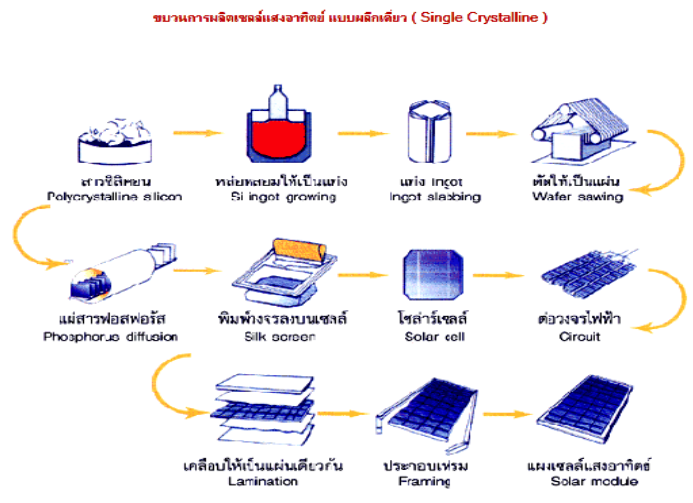 ขบวนการผลิตเซลล์แสงอาทิตย์ แบบผลึกเดี่ยว ( Single Crystalline )
สารซิลิคอน
Polycrystalline silicon
หล่อหลอมให้เป็นแท่ง
Si ingot growing
แท่ง Ingot
Ingot slabbing
ตัดให้เป็นแผ่น
Wafer sawing
แผ่สารฟอสฟอรัส
Phosphorus diffusion
พิมพ์วงจรลงบนเซลล์
Silk screen
โซล่าร์เซลล์
Solar cell
ต่อวงจรไฟฟ้า
Circuit
เคลือบให้เป็นแผ่นเดียวกัน
Lamination
ประกอบเฟรม
Framing
แผงเซลล์แสงอาทิตย์
Solar module